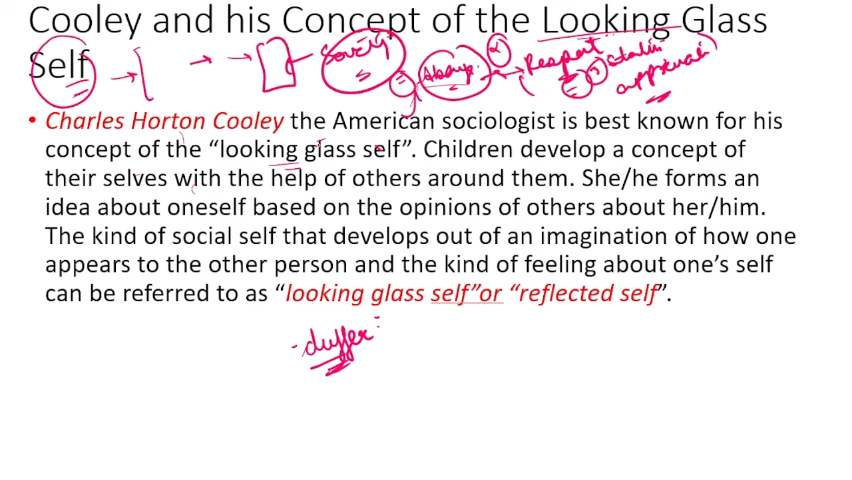 Cooley and his Concept of the Looking Glass
Self
Society
Respect
approval
• Charles Horton Cooley the American sociologist is best known for his
concept of the “looking glass self”. Children develop a concept of
their selves with the help of others around them. She/he forms an
idea about oneself based on the opinions of others about her/him.
The kind of social self that develops out of an imagination of how one
appears to the other person and the kind of feeling about one’s self
can be referred to as “looking glass self”or “reflected self”.
duffer